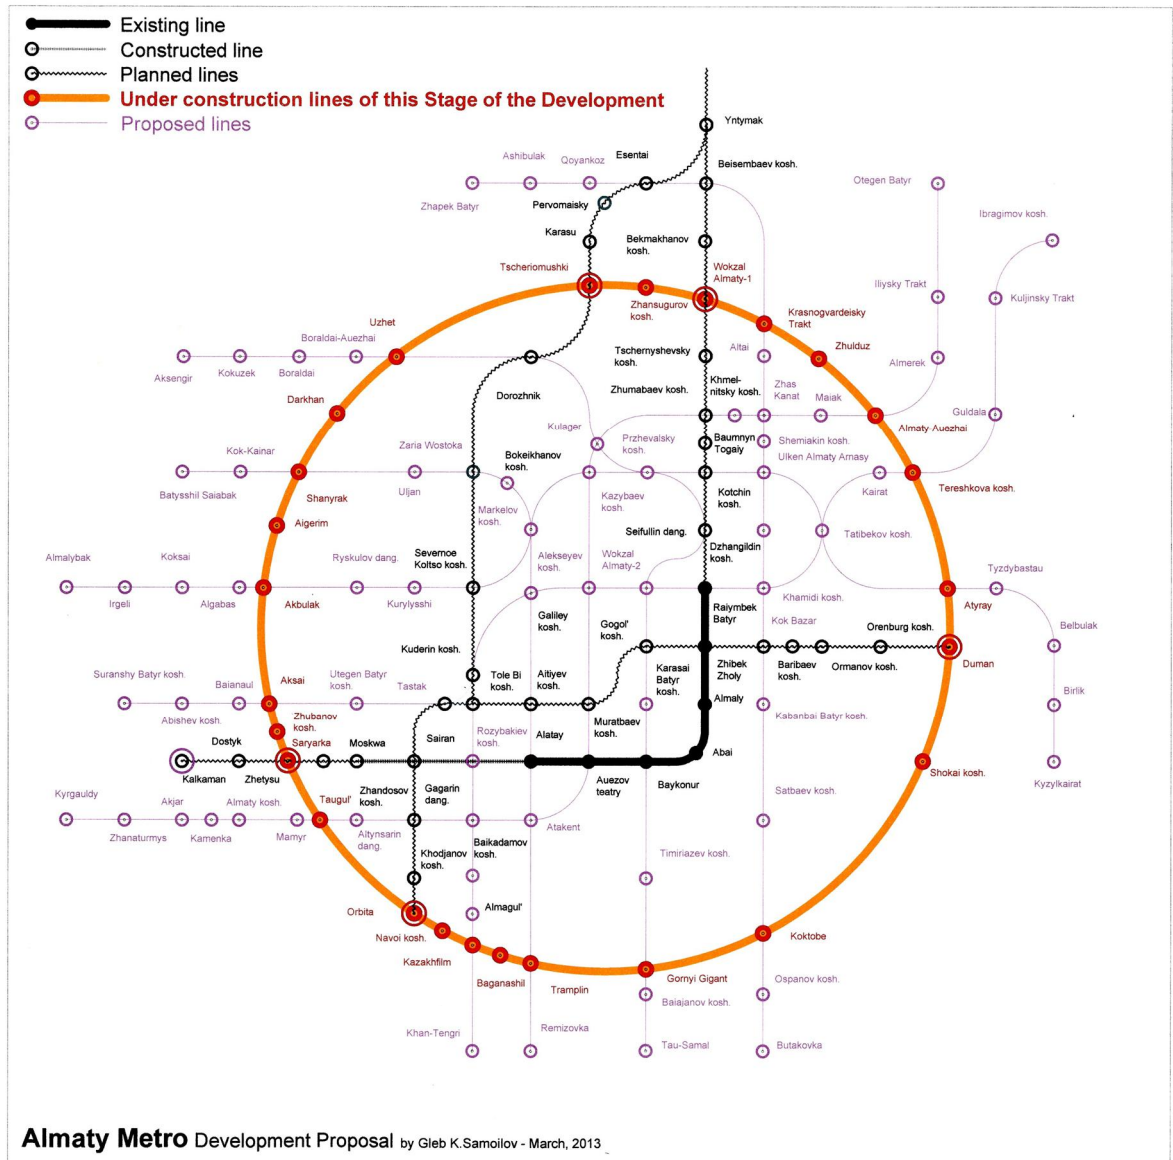 Existing line
Constructed line
Planned lines
Under construction lines of this Stage of the Development
Proposed lines
Yntymak
Esentai
Ashibulak
Qoyankoz
Beisembaev kosh.
Otegen Batyr
Zhapek Batyr
Pervomaisky
Ibragimov kosh.
Karasu
Bekmakhanov
kosh.
Tscheriomushki
Wokzal
Almaty-1
Iliysky Trakt
Kuljinsky Trakt
Zhansugurov
kosh.
Krasnogvardeisky
Trakt
Uzhet
Boraldai-Auezhai
Tschernyshevsky
kosh.
Altai
Zhulduz
Aksengir
Kokuzek
Boraldai
Almerek
Zhumabaev kosh.
Khmel-
nitsky kosh.
Zhas
Kanat
Maiak
Dorozhnik
Darkhan
Guldala
Kulager
Almaty-Auezhai
Zaria Wostoka
Przhevalsky
kosh.
Baumnyn
Togaiy
Shemiakin kosh.
Kok-Kainar
Bokeikhanov
kosh.
Ulken Almaty Arnasy
Batysshil Saiabak
Shanyrak
Uljan
Kazybaev
kosh.
Kotchin
kosh.
Kairat
Tereshkova kosh.
Markelov
kosh.
Aigerim
Seifullin dang.
Tatibekov kosh.
Almalybak
Koksai
Ryskulov dang.
Severnoe
Koltso kosh.
Alekseyev
kosh.
Wokzal
Almaty-2
Dzhangildin
kosh.
Tyzdybastau
Irgeli
Algabas
Akbulak
Kurylysshi
Khamidi kosh.
Atyray
Galiley
kosh.
Gogol'
kosh.
Raiymbek
Batyr
Kok Bazar
Orenburg kosh.
Belbulak
Kuderin kosh.
Suranshy Batyr kosh.
Baianaul
Aksai
Utegen Batyr
kosh.
Tastak
Tole Bi
kosh.
Aitiyev
kosh.
Karasai
Batyr
kosh.
Zhibek
Zholy
Baribaev
kosh.
Ormanov kosh.
Duman
Birlik
Almaly
Abishev kosh.
Zhubanov
kosh.
Kabanbai Batyr kosh.
Muratbaev
kosh.
Dostyk
Saryarka
Moskwa
Sairan
Rozybakiev
kosh.
Alatay
Abai
Kalkaman
Zhetysu
Zhandosov
kosh.
Gagarin
dang.
Auezov
teatry
Baykonur
Shokai kosh.
Kyzylkairat
Kyrgauldy
Akjar
Almaty kosh.
Taugul'
Satbaev kosh.
Zhanaturmys
Kamenka
Mamyr
Altynsarin
dang.
Atakent
Baikadamov
kosh.
Khodjanov
kosh.
Timiriazev kosh.
Orbita
Almagul'
Navoi kosh.
Koktobe
Kazakhfilm
Baganashil
Tramplin
Gornyi Gigant
Ospanov kosh.
Baiajanov kosh.
Khan-Tengri
Remizovka
Tau-Samal
Butakovka
Almaty Metro Development Proposal by Gleb K.Samoilov - March, 2013